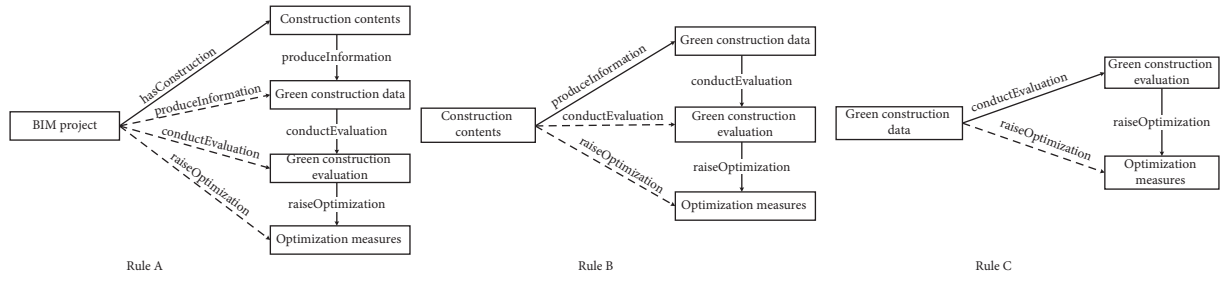 BIM project
hasConstruction
produceInformation
conductEvaluation
raiseOptimization
Construction contents
produceInformation
Green construction data
conductEvaluation
Green construction
evaluation
raiseOptimization
Optimization measures
Rule A
Construction
contents
produceInformation
conductEvaluation
raiseOptimization
Green construction data
conductEvaluation
Green construction
evaluation
raiseOptimization
Optimization measures
Rule B
Green construction
data
conductEvaluation
raiseOptimization
Green construction
evaluation
raiseOptimization
Optimization
measures
Rule C